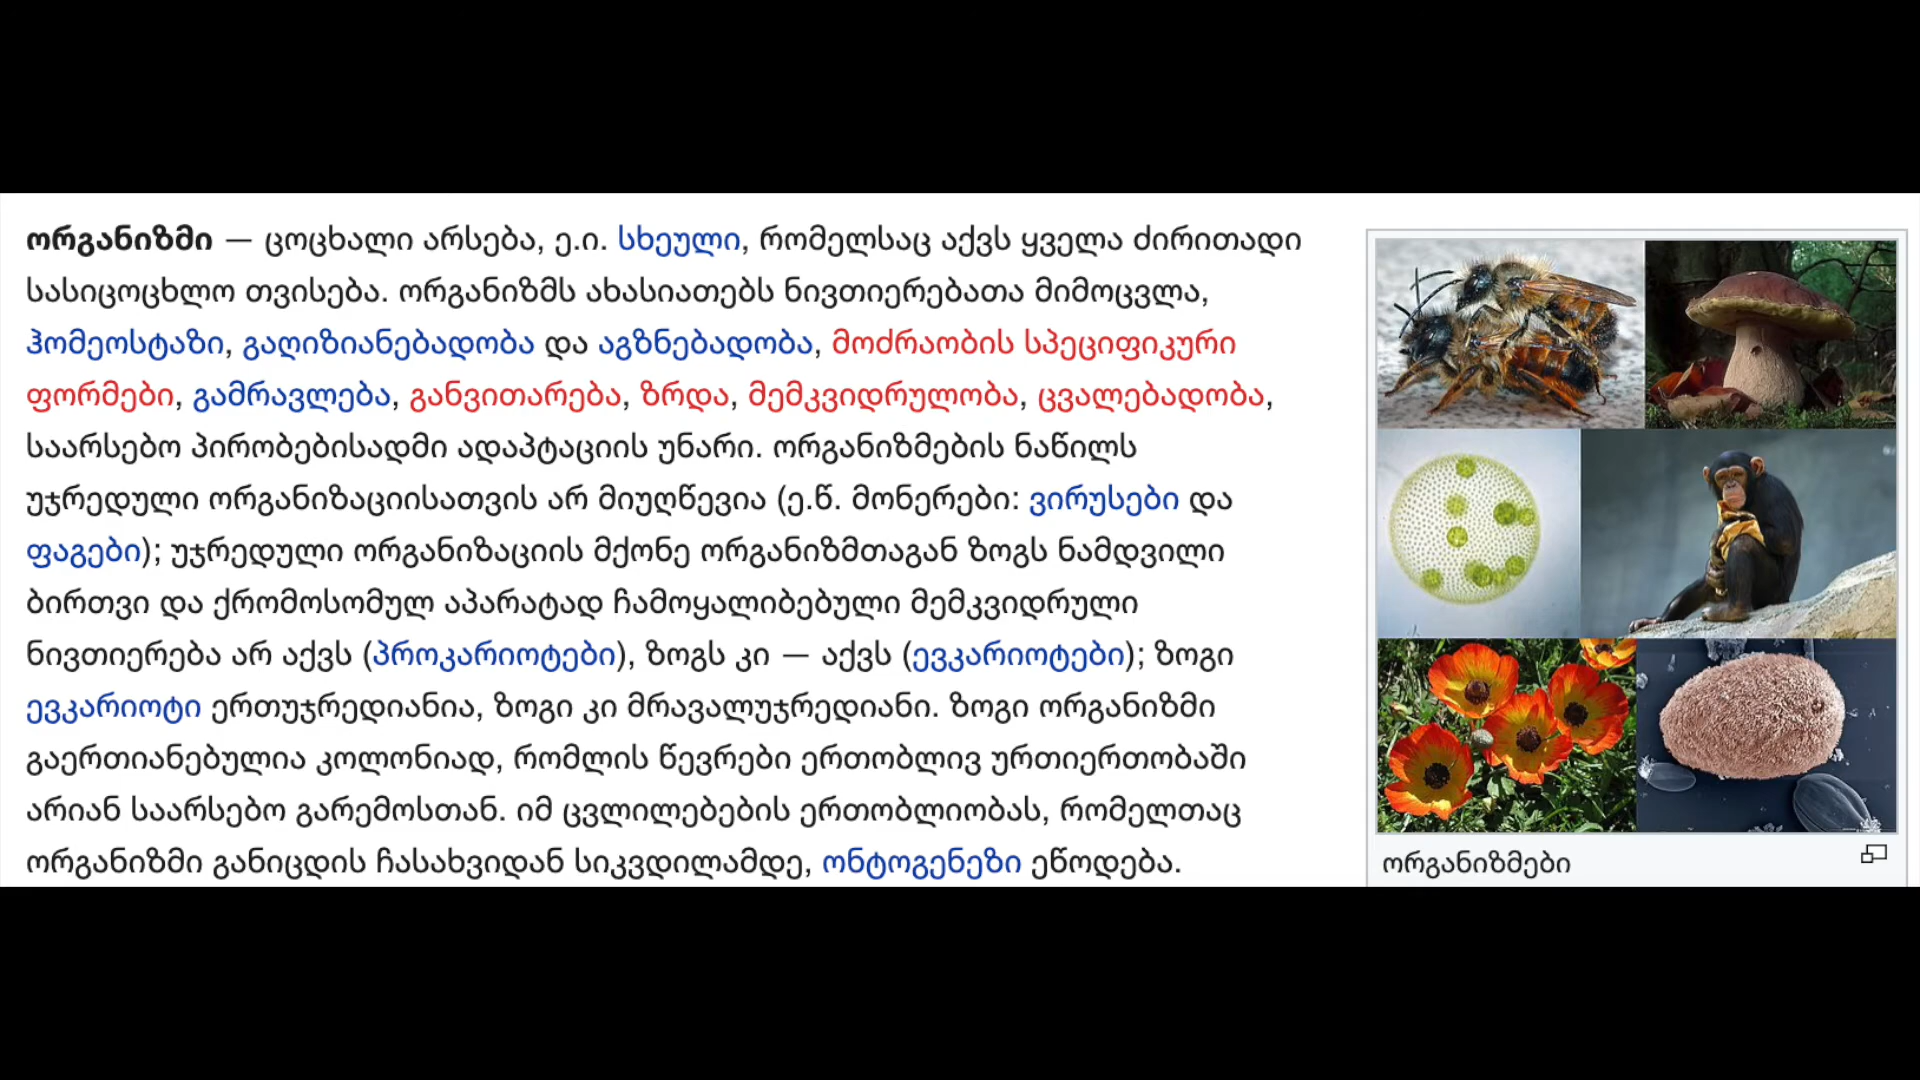 ორგანიზმი — ცოცხალი არსება, ე.ი. სხეული, რომელსაც აქვს ყველა ძირითადი
სასიცოცხლო თვისება. ორგანიზმს ახასიათებს ნივთიერებათა მიმოცვლა,
ჰომეოსტაზი, გაღიზიანებადობა და აგზნებადობა, მოძრაობის სპეციფიკური
ფორმები, გამრავლება, განვითარება, ზრდა, მემკვიდრულობა, ცვალებადობა,
საარსებო პირობებისადმი ადაპტაციის უნარი. ორგანიზმების ნაწილს
უჯრედული ორგანიზაციისათვის არ მიუღწევია (ე.წ. მონერები: ვირუსები და
ფაგები); უჯრედული ორგანიზაციის მქონე ორგანიზმთაგან ზოგს ნამდვილი
ბირთვი და ქრომოსომულ აპარატად ჩამოყალიბებული მემკვიდრული
ნივთიერება არ აქვს (პროკარიოტები), ზოგს კი — აქვს (ევკარიოტები); ზოგი
ევკარიოტი ერთუჯრედიანია, ზოგი კი მრავალუჯრედიანი. ზოგი ორგანიზმი
გაერთიანებულია კოლონიად, რომლის წევრები ერთობლივ ურთიერთობაში
არიან საარსებო გარემოსთან. იმ ცვლილებების ერთობლიობას, რომელთაც
ორგანიზმი განიცდის ჩასახვიდან სიკვდილამდე, ონტოგენეზი ეწოდება.
ორგანიზმები